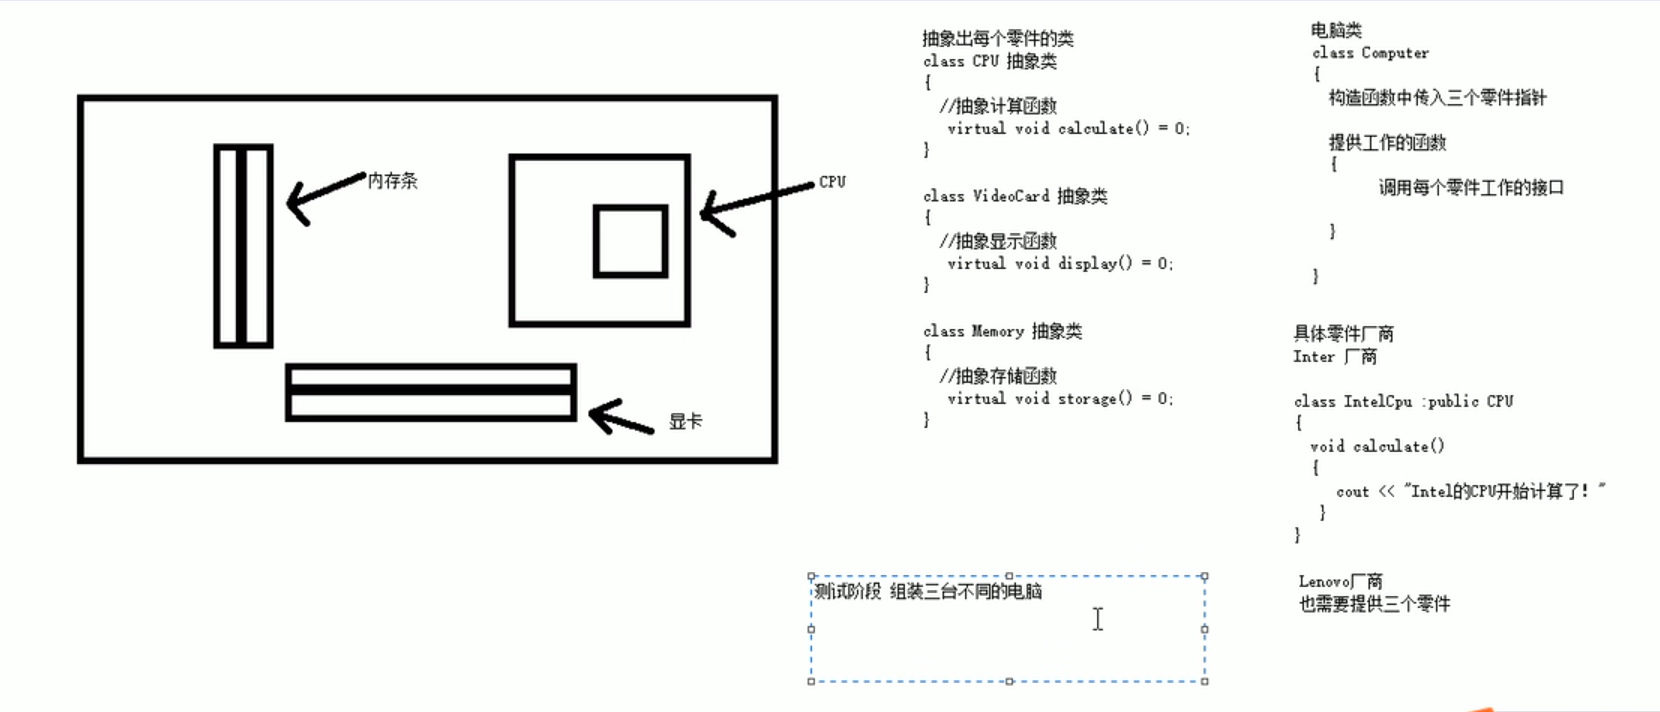 内存条
CPU
显卡
抽象出每个零件的类
class CPU 抽象类
{
//抽象计算函数
virtual void calculate() = 0;
}
class VideoCard 抽象类
{
//抽象显示函数
virtual void display() = 0;
}
class Memory 抽象类
{
//抽象存储函数
virtual void storage() = 0;
}
测试阶段 组装三台不同的电脑
电脑类
class Computer
{
构造函数中传入三个零件指针
提供工作的函数
{
调用每个零件工作的接口
}
}
具体零件厂商
Inter 厂商
class IntelCpu :public CPU
{
void calculate()
{
cout << "Intel的CPU开始计算了! "
}
}
Lenovo厂商
也需要提供三个零件